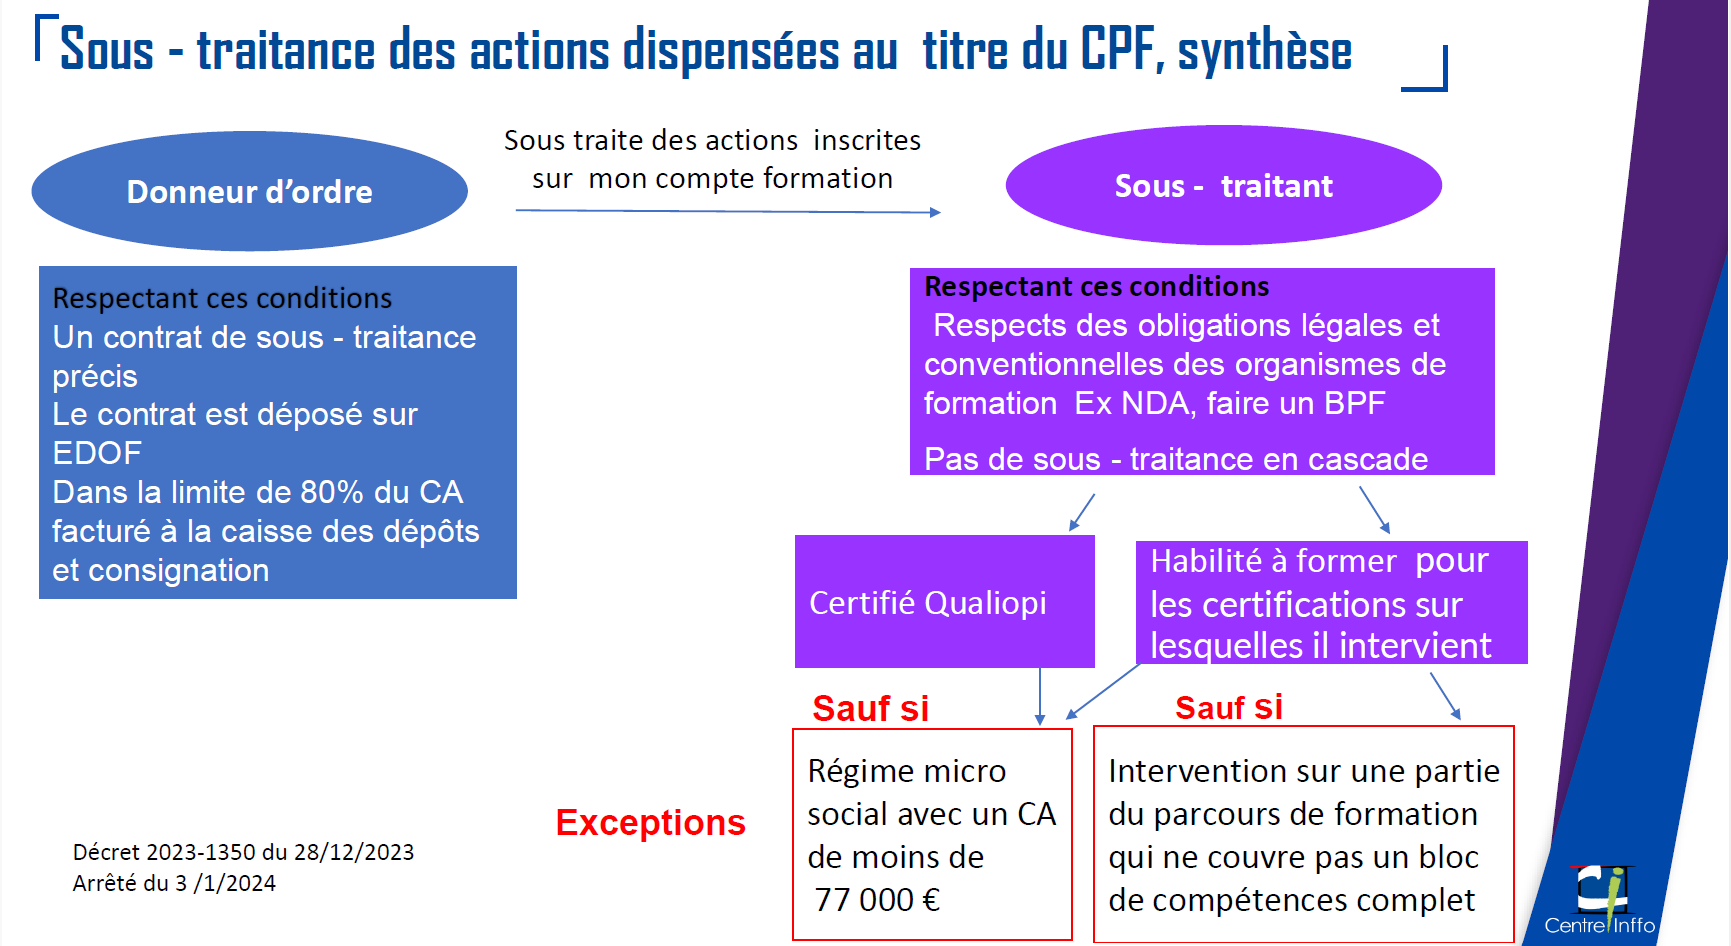 Sous - traitance des actions dispensées au titre du CPF, synthèse
Donneur d'ordre
Sous traite des actions inscrites
sur mon compte formation
Sous - traitant
Respectant ces conditions
Un contrat de sous - traitance
précis
Le contrat est déposé sur
EDOF
Dans la limite de 80% du CA
facturé à la caisse des dépôts
et consignation
Respectant ces conditions
Respects des obligations légales et
conventionnelles des organismes de
formation Ex NDA, faire un BPF
Pas de sous - traitance en cascade
Certifié Qualiopi
Habilité à former pour
les certifications sur
lesquelles il intervient
Sauf si
Sauf si
Exceptions
Régime micro
social avec un CA
de moins de
77 000 €
Intervention sur une partie
du parcours de formation
qui ne couvre pas un bloc
de compétences complet
Décret 2023-1350 du 28/12/2023
Arrêté du 3 /1/2024
Centre Inffo